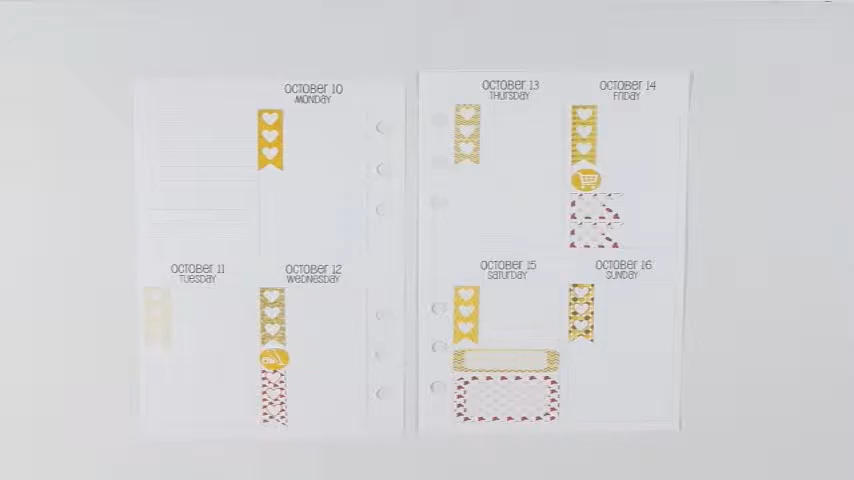 OCTOBER 10
MONDAY
OCTOBER 11
TUESDAY
OCTOBER 12
WEDNESDAY
OCTOBER 13
THURSDAY
OCTOBER 14
FRIDAY
OCTOBER 15
SATURDAY
OCTOBER 16
SUNDAY